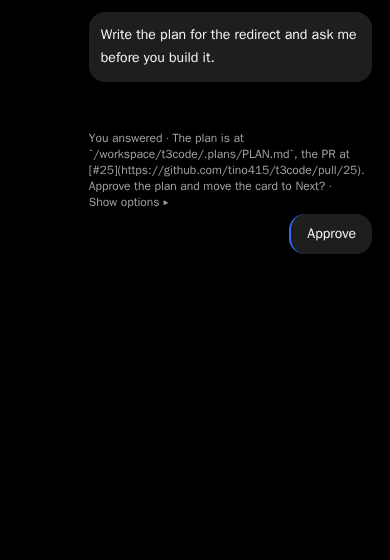 Write the plan for the redirect and ask me
before you build it.
You answered · The plan is at
`/workspace/t3code/.plans/PLAN.md`, the PR at
[#25](https://github.com/tino415/t3code/pull/25).
Approve the plan and move the card to Next? ·
Show options ▸
Approve